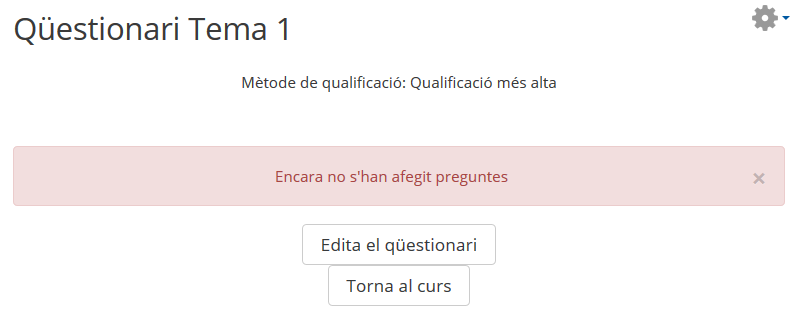 Qüestionari Tema 1
Mètode de qualificació: Qualificació més alta
Encara no s'han afegit preguntes
×
Edita el qüestionari
Torna al curs